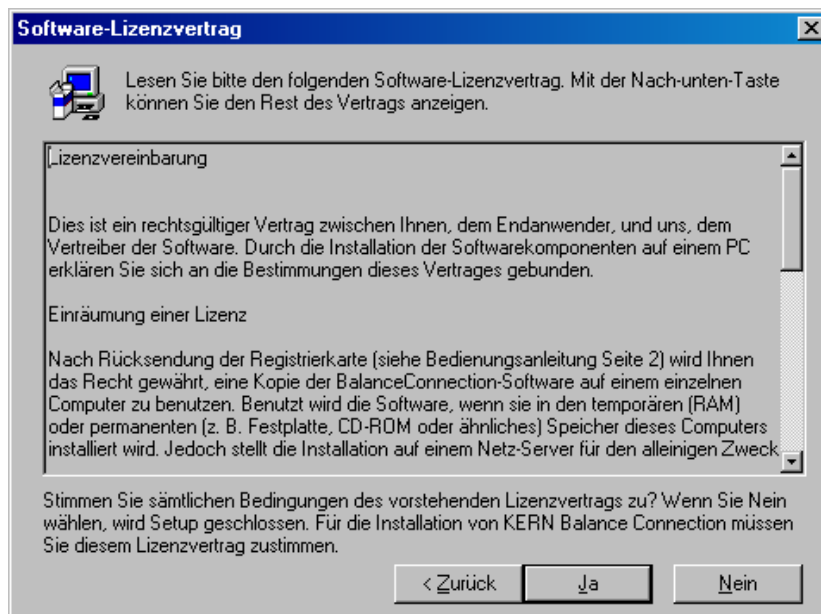 Software-Lizenzvertrag
Lesen Sie bitte den folgenden Software-Lizenzvertrag. Mit der Nach-unten-Taste
können Sie den Rest des Vertrags anzeigen.
Lizenzvereinbarung
Dies ist ein rechtsgültiger Vertrag zwischen Ihnen, dem Endanwender, und uns, dem
Vertreiber der Software. Durch die Installation der Softwarekomponenten auf einem PC
erklären Sie sich an die Bestimmungen dieses Vertrages gebunden.
Einräumung einer Lizenz
Nach Rücksendung der Registrierkarte (siehe Bedienungsanleitung Seite 2) wird Ihnen
das Recht gewährt, eine Kopie der BalanceConnection-Software auf einem einzelnen
Computer zu benutzen. Benutzt wird die Software, wenn sie in den temporären (RAM)
oder permanenten (z. B. Festplatte, CD-ROM oder ähnliches) Speicher dieses Computers
installiert wird. Jedoch stellt die Installation auf einem Netz-Server für den alleinigen Zweck
Stimmen Sie sämtlichen Bedingungen des vorstehenden Lizenzvertrags zu? Wenn Sie Nein
wählen, wird Setup geschlossen. Für die Installation von KERN Balance Connection müssen
Sie diesem Lizenzvertrag zustimmen.
< Zurück Ja Nein